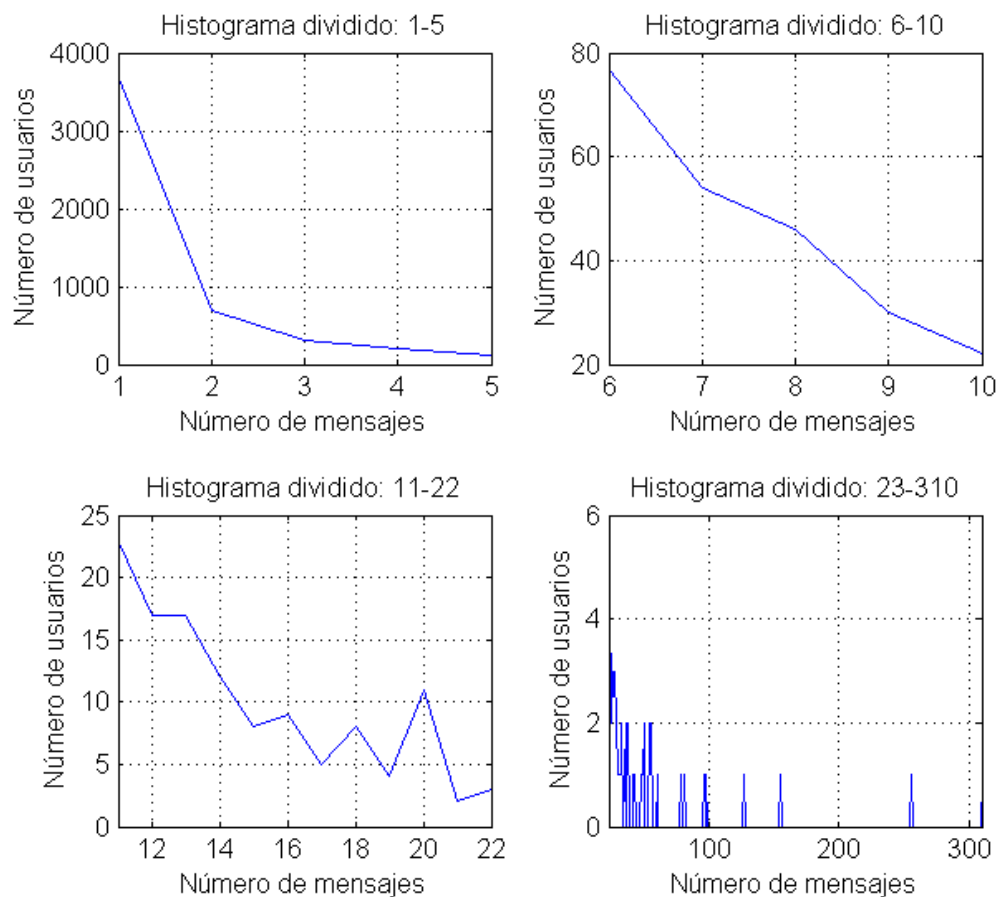 Histograma dividido: 1-5
4000
3000
2000
1000
0
Número de usuarios
1 2 3 4 5
Número de mensajes
Histograma dividido: 6-10
80
60
40
20
Número de usuarios
6 7 8 9 10
Número de mensajes
Histograma dividido: 11-22
25
20
15
10
5
0
Número de usuarios
12 14 16 18 20 22
Número de mensajes
Histograma dividido: 23-310
6
4
2
0
Número de usuarios
100 200 300
Número de mensajes